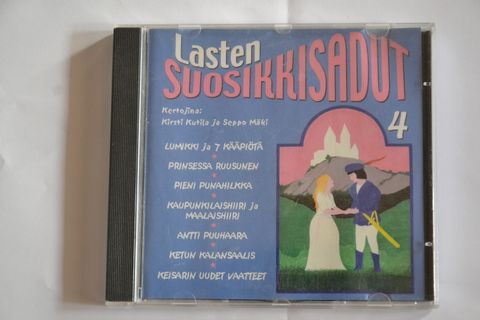 Lasten
SUOSIKKISADUT
4
Kertojina:
Kirsti Kutila ja Seppo Mäki
LUMIKKI ja 7 KÄÄPIÖTÄ
PRINSESSA RUUSUNEN
PIENI PUNAHILKKA
KAUPUNKILAISHIIRI ja
MAALAISHIIRI
ANTTI PUUHAARA
KETUN KALANSAALIS
KEISARIN UUDET VAATTEET